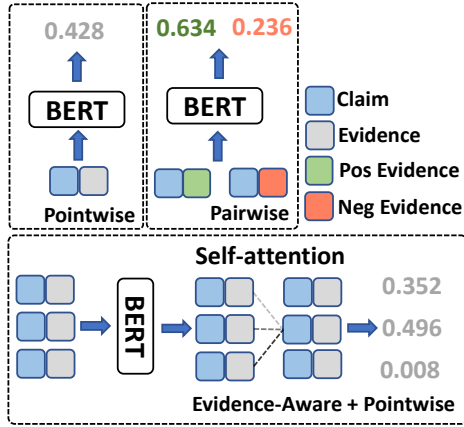 0.428
BERT
Pointwise
0.634 0.236
BERT
Pairwise
Claim
Evidence
Pos Evidence
Neg Evidence
Self-attention
BERT
0.352
0.496
0.008
Evidence-Aware + Pointwise